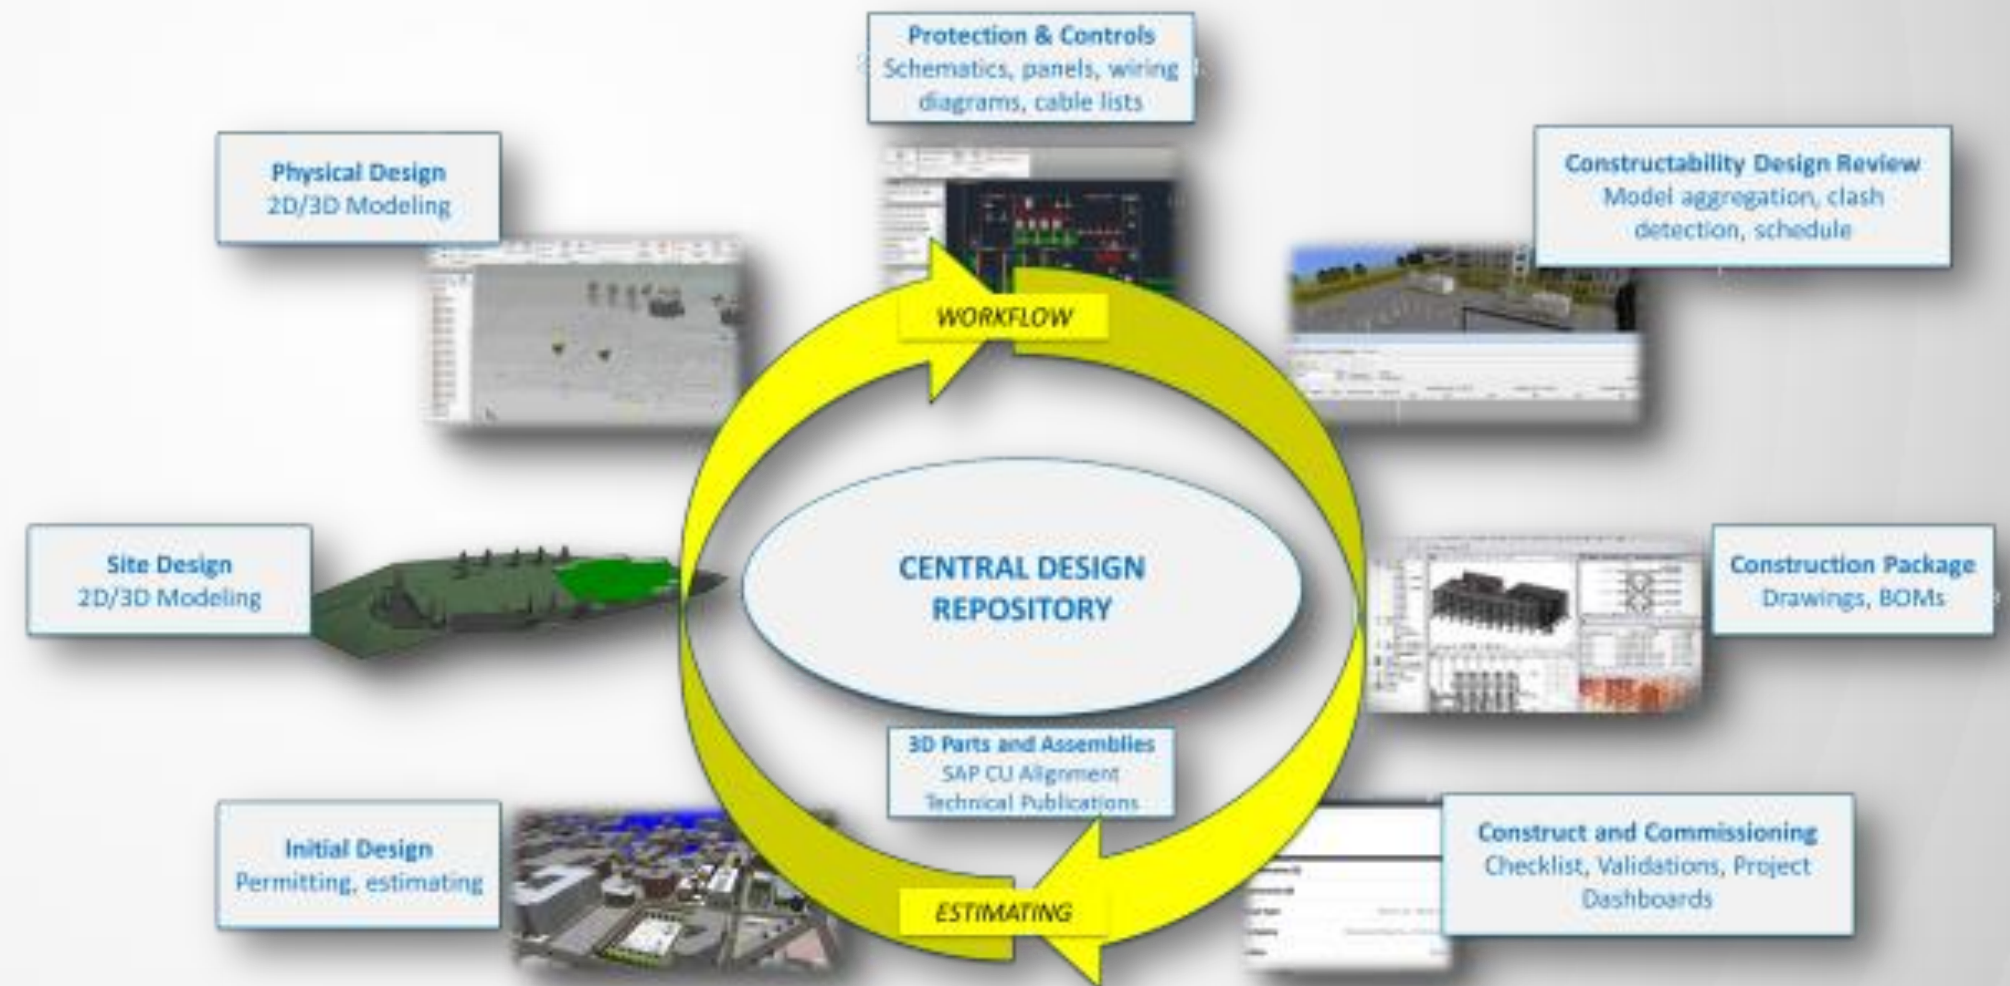 Protection & Controls
Schematics, panels, wiring
diagrams, cable lists
Physical Design
2D/3D Modeling
Constructability Design Review
Model aggregation, clash
detection, schedule
WORKFLOW
Site Design
2D/3D Modeling
CENTRAL DESIGN
REPOSITORY
Construction Package
Drawings, BOMs
3D Parts and Assemblies
SAP CU Alignment
Technical Publications
Initial Design
Permitting, estimating
Construct and Commissioning
Checklist, Validations, Project
Dashboards
ESTIMATING